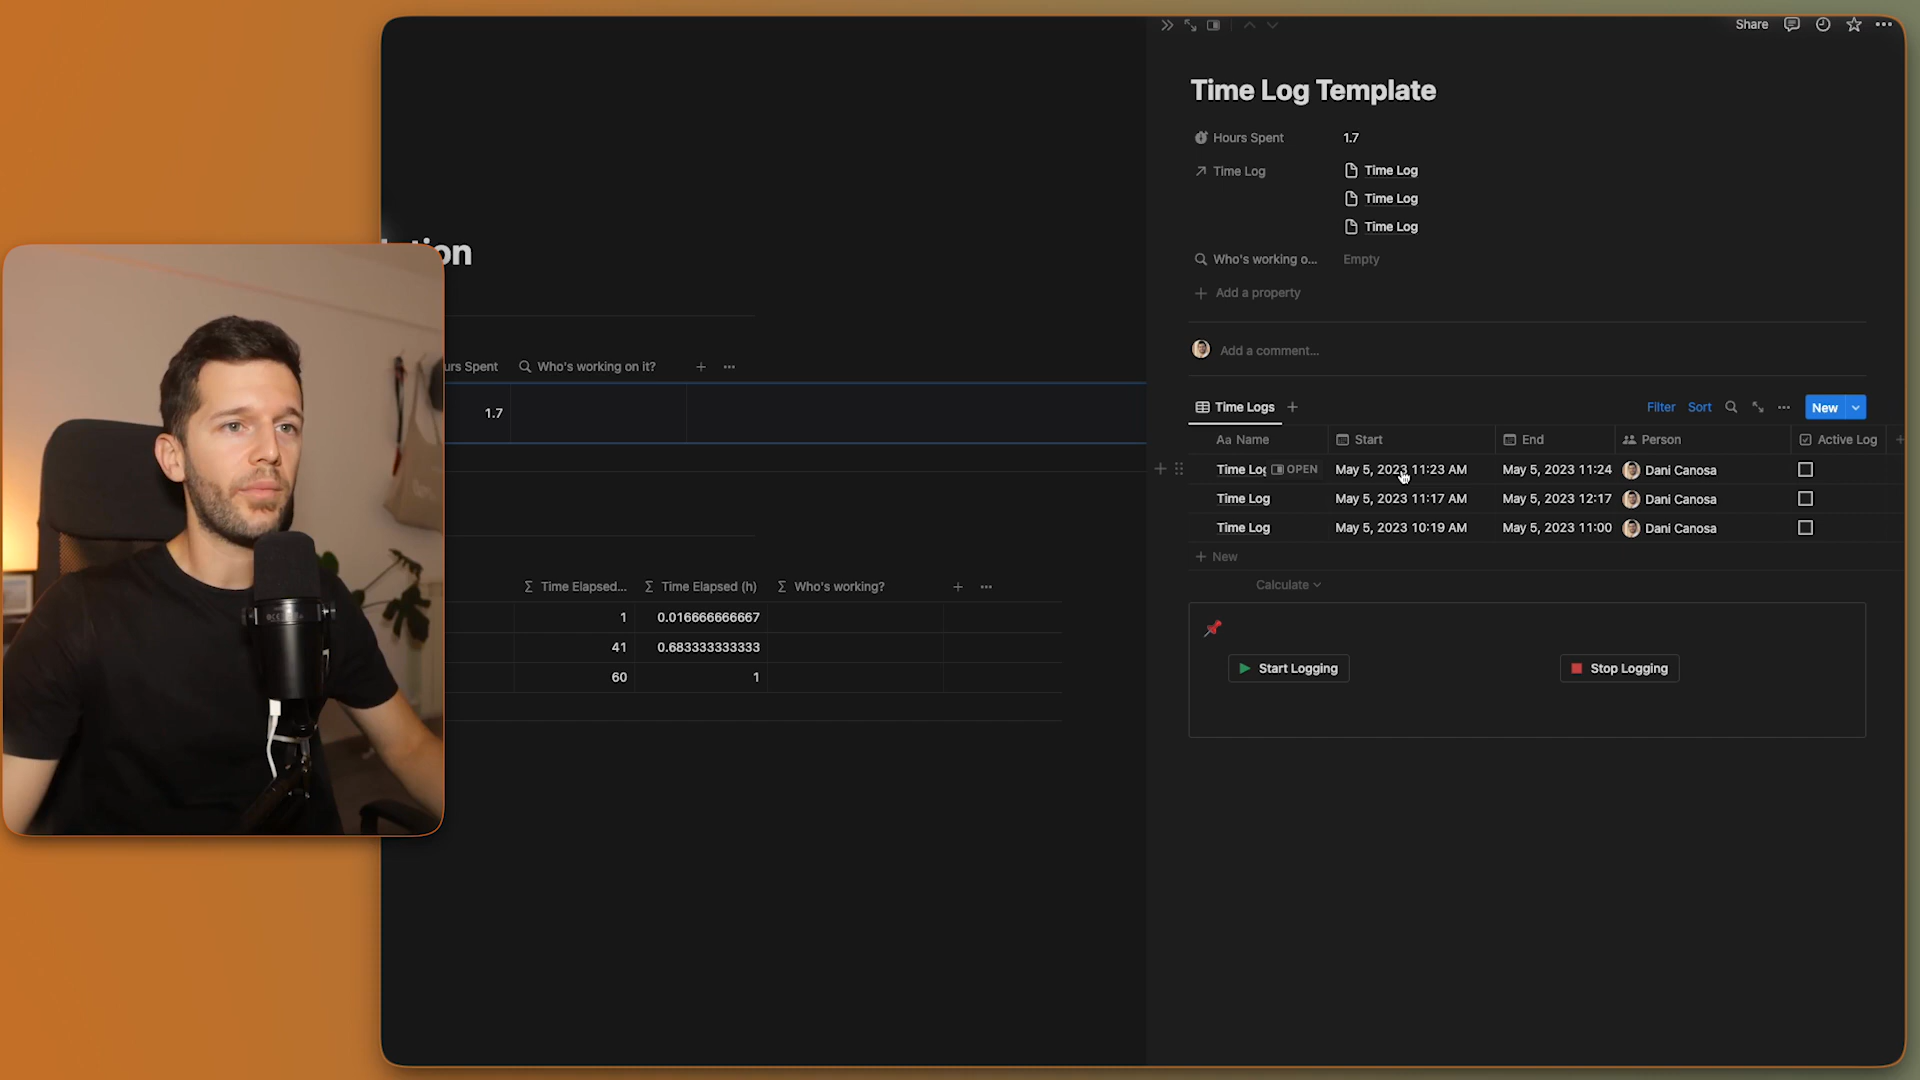 Share
Time Log Template
Hours Spent 1.7
Time Log Time Log
Time Log
Time Log
Who's working o... Empty
Add a property
Add a comment...
Time Logs
Filter Sort New
Aa Name Start End Person Active Log
Time Log OPEN May 5, 2023 11:23 AM May 5, 2023 11:24 Dani Canosa
Time Log May 5, 2023 11:17 AM May 5, 2023 12:17 Dani Canosa
Time Log May 5, 2023 10:19 AM May 5, 2023 11:00 Dani Canosa
New
Calculate
Start Logging Stop Logging
urs Spent Who's working on it?
1.7
Time Elapsed... Time Elapsed (h) Who's working?
1 0.016666666667
41 0.683333333333
60 1